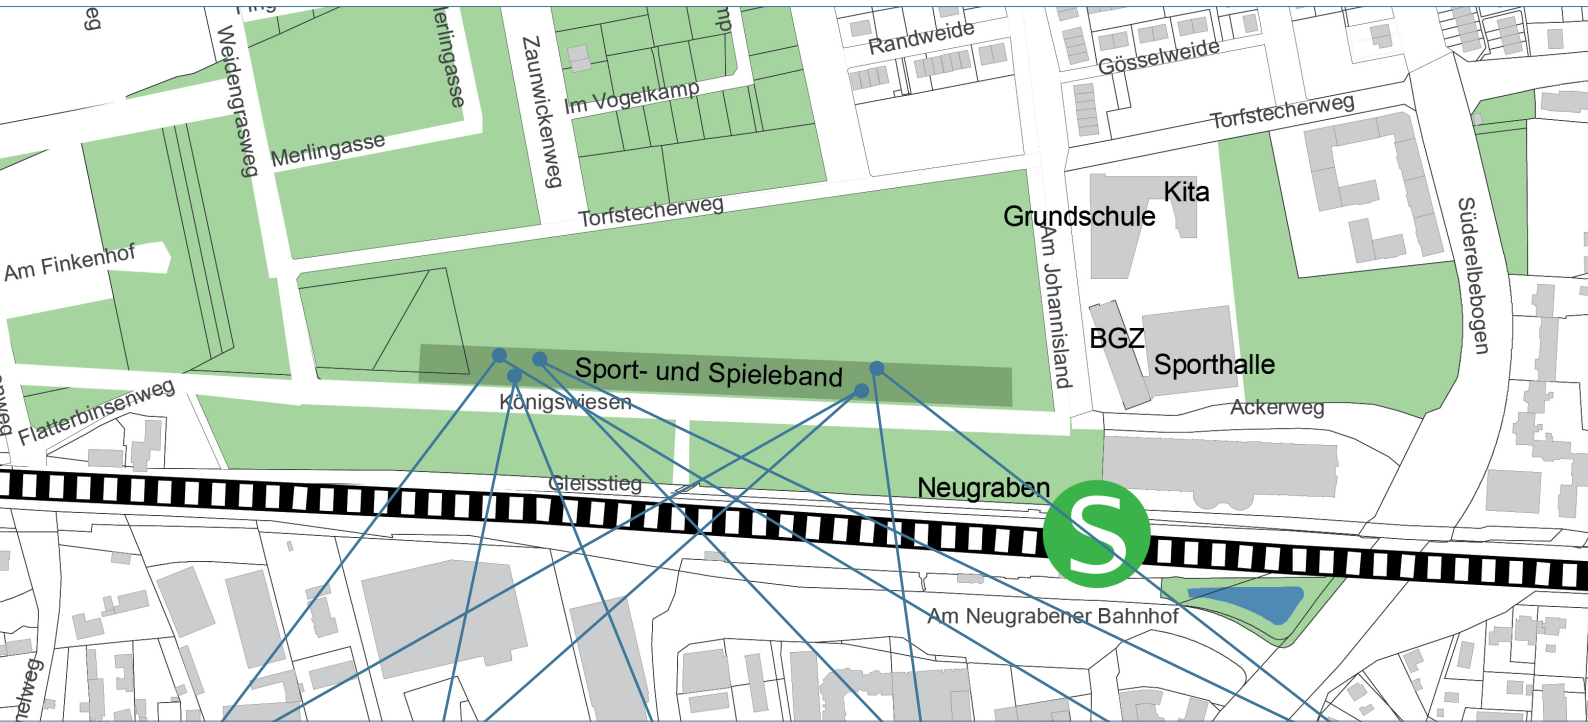 Weidengrasweg
Zaunwickenweg
Randweide
Gösselweide
Im Vogelkamp
Torfstecherweg
Merlingasse
Kita
Torfstecherweg
Grundschule
Am Finkenhof
Am Johannisland
Süderelbebogen
BGZ
Sporthalle
Sport- und Spieleband
Königswiesen
Ackerweg
Flatterbinsenweg
Gleisstieg
Neugraben
S
Am Neugrabener Bahnhof